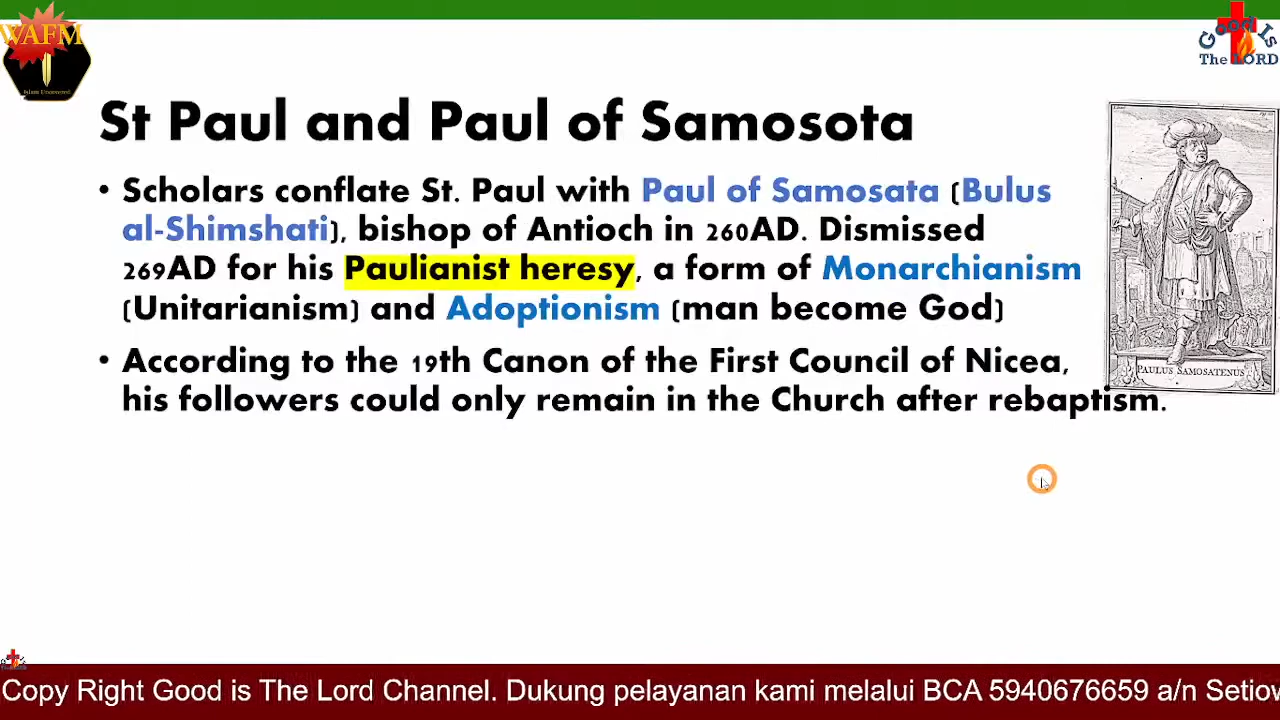 WAFM
Islam Uncovered
Good Is
The LORD
St Paul and Paul of Samosota
• Scholars conflate St. Paul with Paul of Samosata (Bulus
al-Shimshati), bishop of Antioch in 260AD. Dismissed
269AD for his Paulianist heresy, a form of Monarchianism
(Unitarianism) and Adoptionism (man become God)
• According to the 19th Canon of the First Council of Nicea,
his followers could only remain in the Church after rebaptism.
PAULUS SAMOSATENUS
Copy Right Good is The Lord Channel. Dukung pelayanan kami melalui BCA 5940676659 a/n Setiow